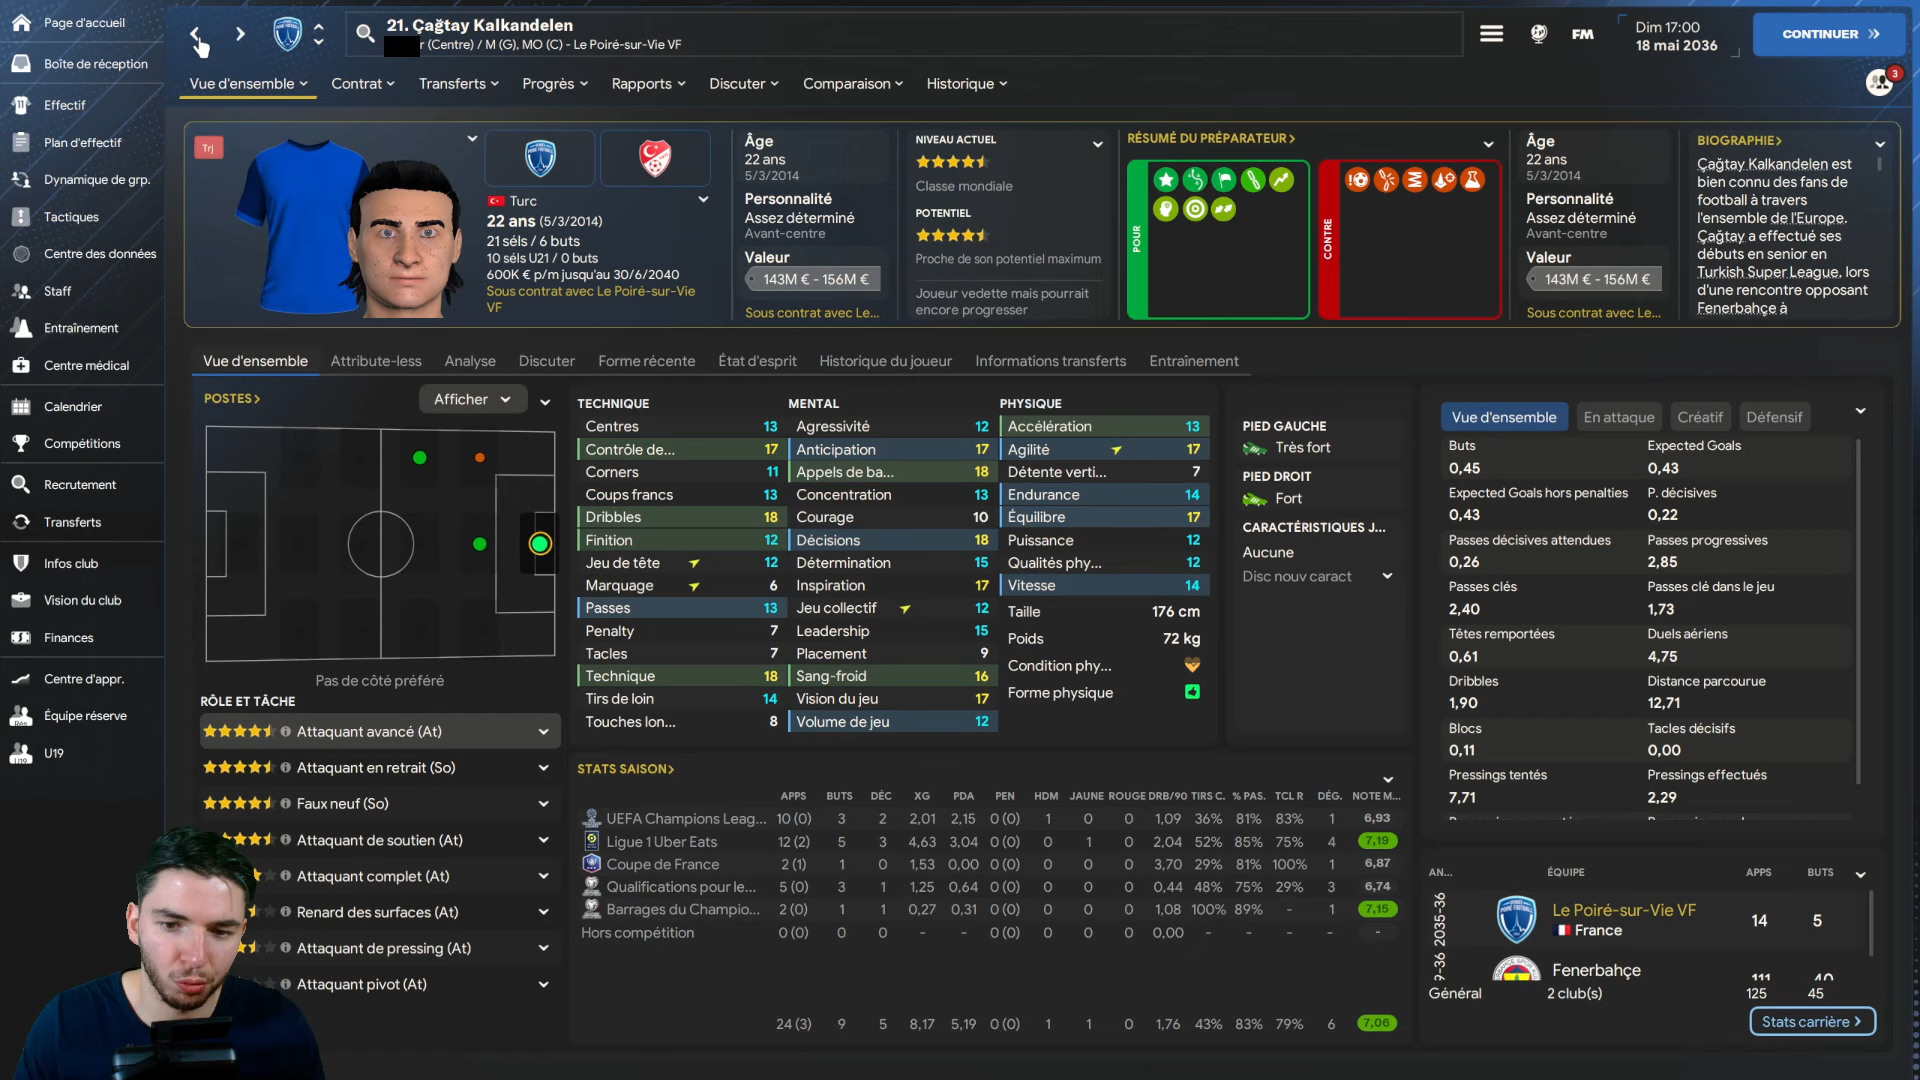 Page d'accueil
Boîte de réception
Effectif
Plan d'effectif
Dynamique de grp.
Tactiques
Centre des données
Staff
Entraînement
Centre médical
Calendrier
Compétitions
Recrutement
Transferts
Infos club
Vision du club
Finances
Centre d'appr.
Équipe réserve
U19
21. Çağtay Kalkandelen
r (Centre) / M (G), MO (C) - Le Poiré-sur-Vie VF
FM
Dim 17:00
18 mai 2036
CONTINUER
3
Vue d'ensemble
Contrat
Transferts
Progrès
Rapports
Discuter
Comparaison
Historique
Trj
Turc
22 ans (5/3/2014)
21 séls / 6 buts
10 séls U21 / 0 buts
600K € p/m jusqu'au 30/6/2040
Sous contrat avec Le Poiré-sur-Vie
VF
Âge
22 ans
5/3/2014
Personnalité
Assez déterminé
Avant-centre
Valeur
143M € - 156M €
Sous contrat avec Le...
NIVEAU ACTUEL
Classe mondiale
POTENTIEL
Proche de son potentiel maximum
Joueur vedette mais pourrait
encore progresser
RÉSUMÉ DU PRÉPARATEUR
POUR
CONTRE
Âge
22 ans
5/3/2014
Personnalité
Assez déterminé
Avant-centre
Valeur
143M € - 156M €
Sous contrat avec Le...
BIOGRAPHIE
Çağtay Kalkandelen est
bien connu des fans de
football à travers
l'ensemble de l'Europe.
Çağtay a effectué ses
débuts en senior en
Turkish Super League, lors
d'une rencontre opposant
Fenerbahçe à
Vue d'ensemble
Attribute-less
Analyse
Discuter
Forme récente
État d'esprit
Historique du joueur
Informations transferts
Entraînement
POSTES
Afficher
Pas de côté préféré
RÔLE ET TÂCHE
Attaquant avancé (At)
Attaquant en retrait (So)
Faux neuf (So)
Attaquant de soutien (At)
Attaquant complet (At)
Renard des surfaces (At)
Attaquant de pressing (At)
Attaquant pivot (At)
TECHNIQUE
Centres 13
Contrôle de... 17
Corners 11
Coups francs 13
Dribbles 18
Finition 12
Jeu de tête 12
Marquage 6
Passes 13
Penalty 7
Tacles 7
Technique 18
Tirs de loin 14
Touches lon... 8
MENTAL
Agressivité 12
Anticipation 17
Appels de ba... 18
Concentration 13
Courage 10
Décisions 18
Détermination 15
Inspiration 17
Jeu collectif 12
Leadership 15
Placement 9
Sang-froid 16
Vision du jeu 17
Volume de jeu 12
PHYSIQUE
Accélération 13
Agilité 17
Détente verti... 7
Endurance 14
Équilibre 17
Puissance 12
Qualités phy... 12
Vitesse 14
Taille 176 cm
Poids 72 kg
Condition phy...
Forme physique
PIED GAUCHE
Très fort
PIED DROIT
Fort
CARACTÉRISTIQUES J...
Aucune
Disc nouv caract
Vue d'ensemble
En attaque
Créatif
Défensif
Buts Expected Goals
0,45 0,43
Expected Goals hors penalties P. décisives
0,43 0,22
Passes décisives attendues Passes progressives
0,26 2,85
Passes clés Passes clé dans le jeu
2,40 1,73
Têtes remportées Duels aériens
0,61 4,75
Dribbles Distance parcourue
1,90 12,71
Blocs Tacles décisifs
0,11 0,00
Pressings tentés Pressings effectués
7,71 2,29
STATS SAISON
APPS BUTS DÉC XG PDA PEN HDM JAUNE ROUGE DRB/90 TIRS C. % PAS. TCL R DÉG. NOTE M...
UEFA Champions Leag... 10 (0) 3 2 2,01 2,15 0 (0) 1 0 0 1,09 36% 81% 83% 1 6,93
Ligue 1 Uber Eats 12 (2) 5 3 4,63 3,04 0 (0) 0 1 0 2,04 52% 85% 75% 4 7,19
Coupe de France 2 (1) 1 0 1,53 0,00 0 (0) 0 0 0 3,70 29% 81% 100% 1 6,87
Qualifications pour le... 5 (0) 3 1 1,25 0,64 0 (0) 0 0 0 0,44 48% 75% 29% 3 6,74
Barrages du Champio... 2 (0) 1 1 0,27 0,31 0 (0) 0 0 0 1,08 100% 89% - 1 7,15
Hors compétition 0 (0) 0 0 - - 0 (0) 0 0 0 0,00 - - - - -
24 (3) 9 5 8,17 5,19 0 (0) 1 1 0 1,76 43% 83% 79% 6 7,06
AN... ÉQUIPE APPS BUTS
2035-36
Le Poiré-sur-Vie VF 14 5
France
9-36
Fenerbahçe 111 40
Général 2 club(s) 125 45
Stats carrière